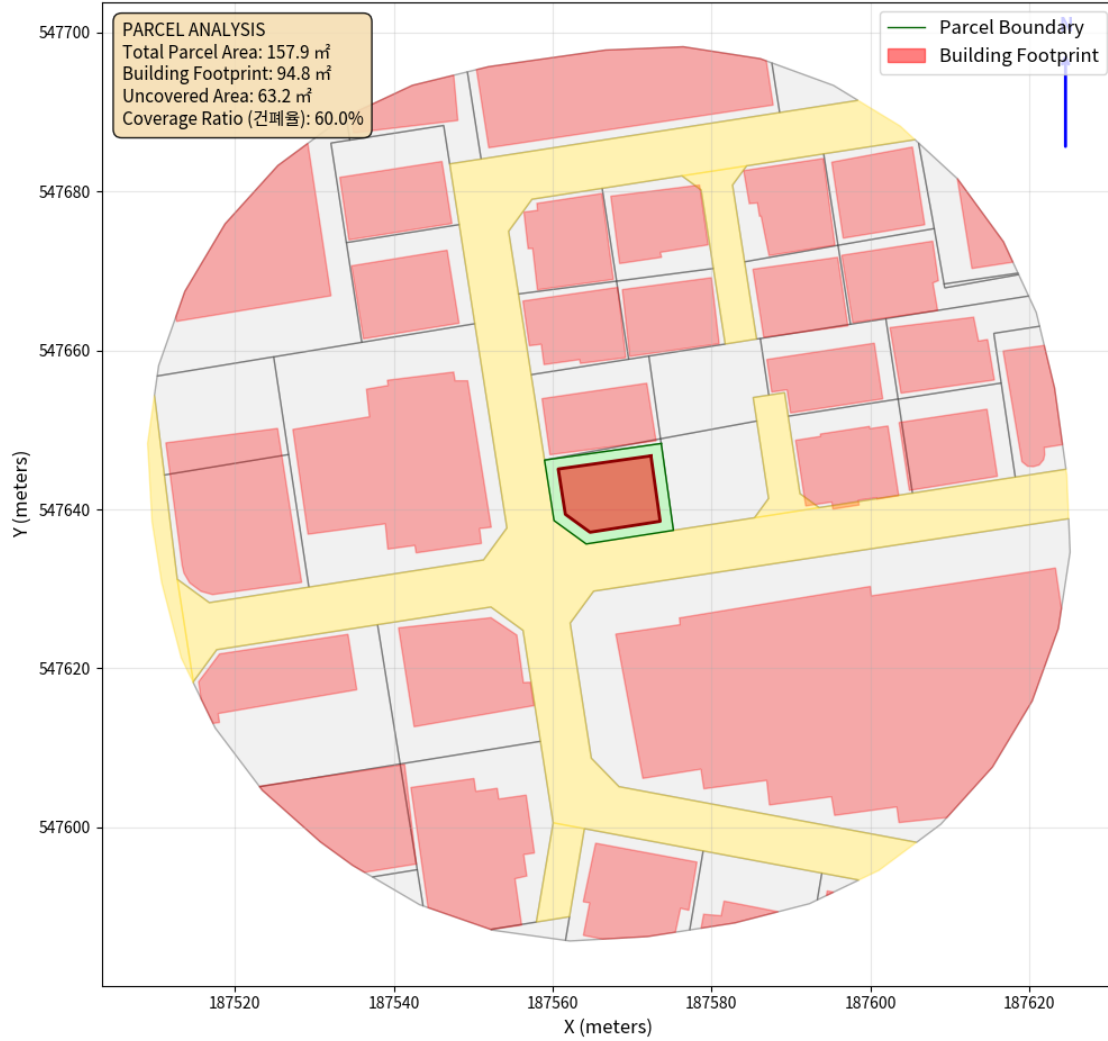 PARCEL ANALYSIS
Total Parcel Area: 157.9 ㎡
Building Footprint: 94.8 ㎡
Uncovered Area: 63.2 ㎡
Coverage Ratio (건폐율): 60.0%
Parcel Boundary
Building Footprint
N
547700
547680
547660
547640
547620
547600
Y (meters)
187520
187540
187560
187580
187600
187620
X (meters)